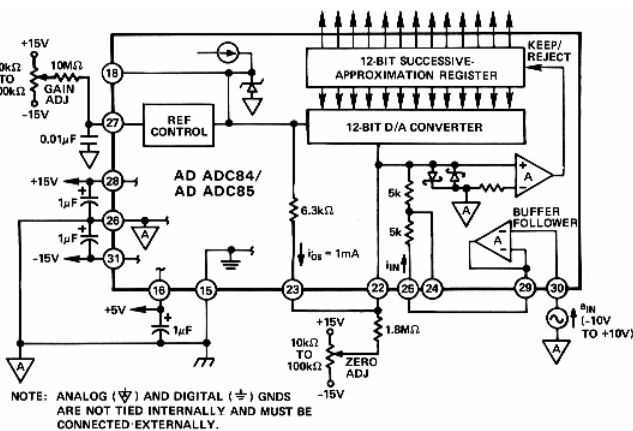 +15V
10MΩ
GAIN
ADJ
-15V
0.01µF
+15V
1µF
1µF
-15V
+5V
1µF
18
27
28
26
31
16
15
23
22
25
24
29
30
REF
CONTROL
12-BIT SUCCESSIVE-
APPROXIMATION REGISTER
KEEP/
REJECT
12-BIT D/A CONVERTER
AD ADC84/
AD ADC85
6.3kΩ
iOS = 1mA
5k
5k
iIN
+
A
−
BUFFER
FOLLOWER
A
−
−
A
A
A
A
eIN
(-10V
TO +10V)
1.8MΩ
+15V
10kΩ
TO
100kΩ
ZERO
ADJ
-15V
NOTE: ANALOG (A) AND DIGITAL (⏚) GNDS
ARE NOT TIED INTERNALLY AND MUST BE
CONNECTED EXTERNALLY.